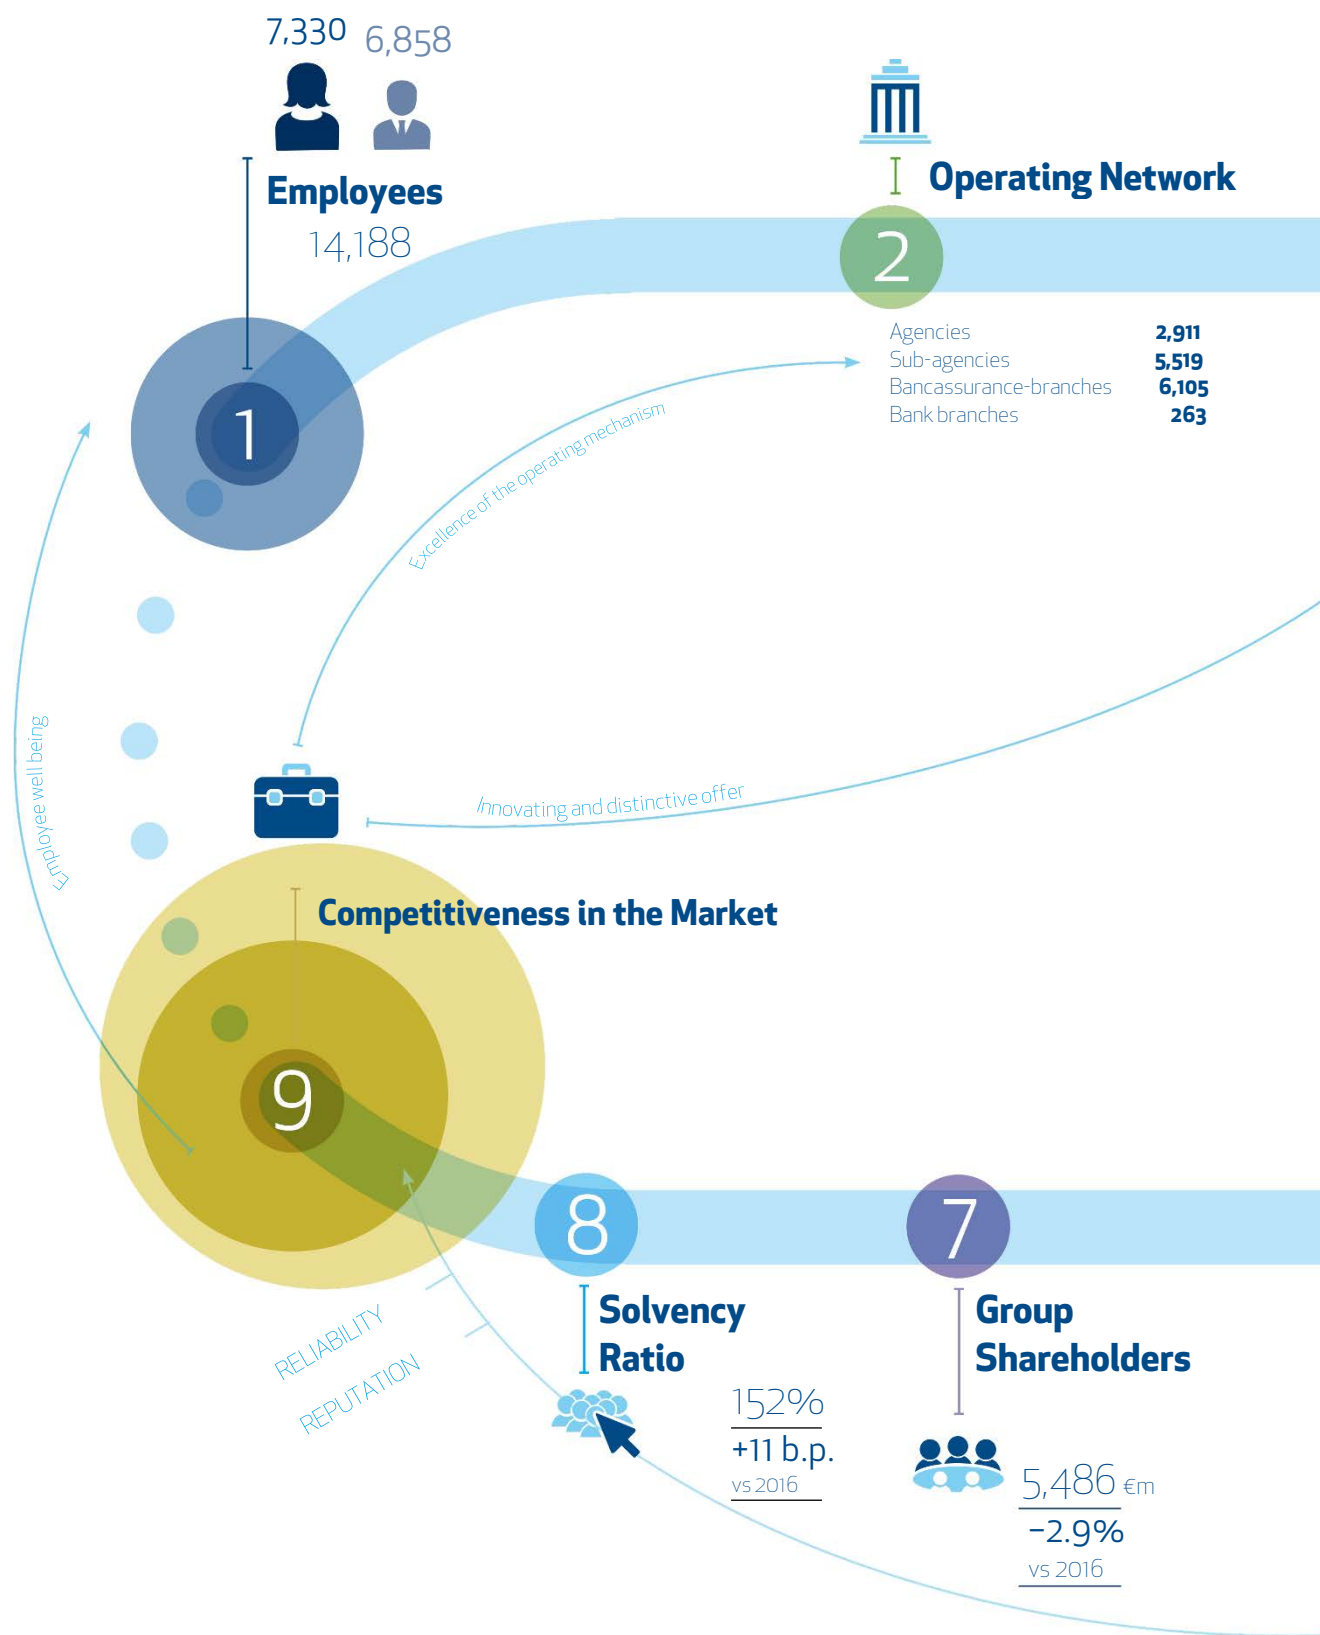 7,330 6,858
Employees
14,188
1
Operating Network
2
Agencies 2,911
Sub-agencies 5,519
Bancassurance-branches 6,105
Bank branches 263
Excellence of the operating mechanism
Employee well being
Innovating and distinctive offer
Competitiveness in the Market
9
8
7
RELIABILITY
REPUTATION
Solvency
Ratio
152%
+11 b.p.
vs 2016
Group
Shareholders
5,486 €m
-2.9%
vs 2016